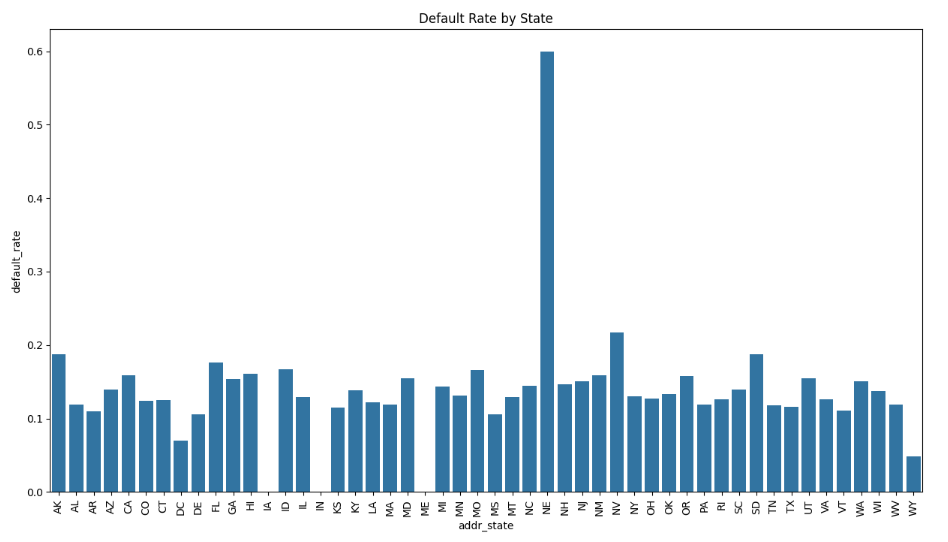 Default Rate by State
default_rate
0.6
0.5
0.4
0.3
0.2
0.1
0.0
AK AL AR AZ CA CO CT DC DE FL GA HI IA ID IL IN KS KY LA MA MD ME MI MN MO MS MT NC NE NH NJ NM NV NY OH OK OR PA RI SC SD TN TX UT VA VT WA WI WV WY
addr_state